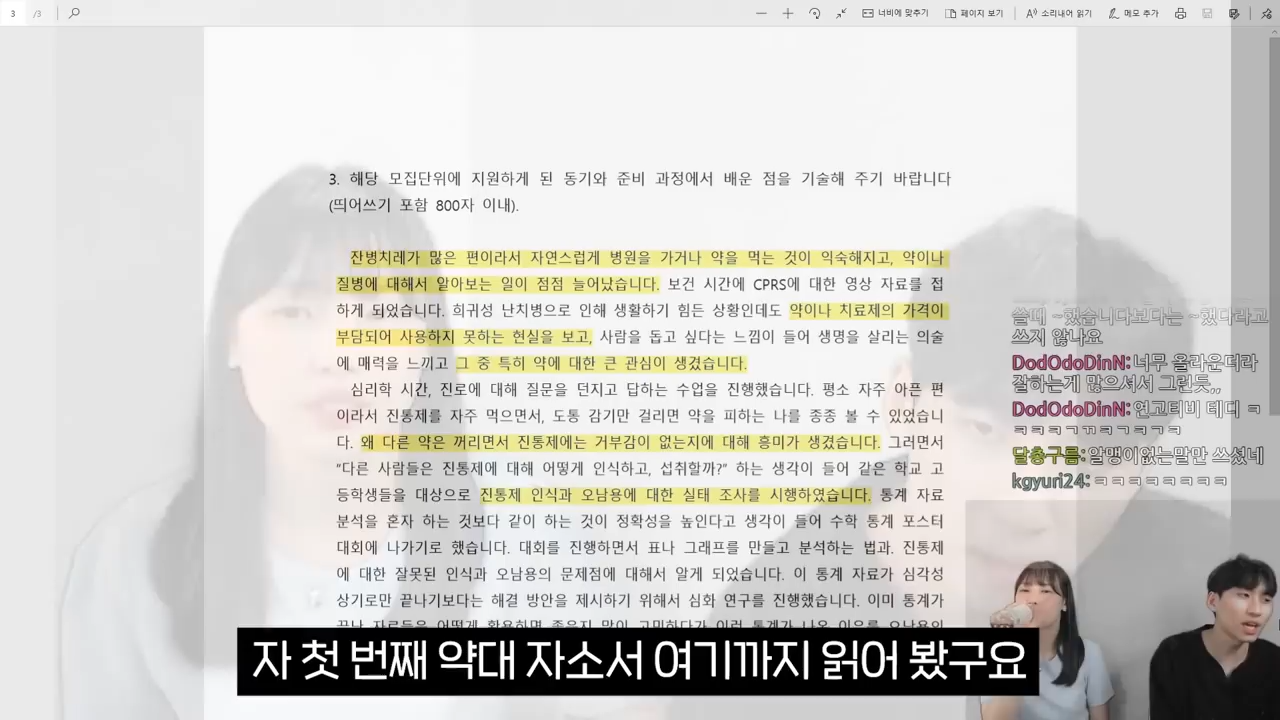 3 /3 너비에 맞추기 페이지 보기 소리내어 읽기 메모 추가
3. 해당 모집단위에 지원하게 된 동기와 준비 과정에서 배운 점을 기술해 주기 바랍니다
(띄어쓰기 포함 800자 이내).
잔병치레가 많은 편이라서 자연스럽게 병원을 가거나 약을 먹는 것이 익숙해지고, 약이나
질병에 대해서 알아보는 일이 점점 늘어났습니다. 보건 시간에 CPRS에 대한 영상 자료를 접
하게 되었습니다. 희귀성 난치병으로 인해 생활하기 힘든 상황인데도 약이나 치료제의 가격이
부담되어 사용하지 못하는 현실을 보고, 사람을 돕고 싶다는 느낌이 들어 생명을 살리는 의술
에 매력을 느끼고 그 중 특히 약에 대한 큰 관심이 생겼습니다.
심리학 시간, 진로에 대해 질문을 던지고 답하는 수업을 진행했습니다. 평소 자주 아픈 편
이라서 진통제를 자주 먹으면서, 도통 감기만 걸리면 약을 피하는 나를 종종 볼 수 있었습니
다. 왜 다른 약은 꺼리면서 진통제에는 거부감이 없는지에 대해 흥미가 생겼습니다. 그러면서
"다른 사람들은 진통제에 대해 어떻게 인식하고, 섭취할까?" 하는 생각이 들어 같은 학교 고
등학생들을 대상으로 진통제 인식과 오남용에 대한 실태 조사를 시행하였습니다. 통계 자료
분석을 혼자 하는 것보다 같이 하는 것이 정확성을 높인다고 생각이 들어 수학 통계 포스터
대회에 나가기로 했습니다. 대회를 진행하면서 표나 그래프를 만들고 분석하는 법과. 진통제
에 대한 잘못된 인식과 오남용의 문제점에 대해서 알게 되었습니다. 이 통계 자료가 심각성
상기로만 끝나기보다는 해결 방안을 제시하기 위해서 심화 연구를 진행했습니다. 이미 통계가
쓸때 ~했습니다보다는 ~했다라고
쓰지 않나요
DodOdoDinN: 너무 올라운더라
잘하는게 많으셔서 그런듯,,
DodOdoDinN: 연고티비 테디 ㅋ
ㅋㅋㅋㄱㄲㅋㄱㅋㄱㅋ
달총구름: 알맹이없는말만 쓰셨네
kgyuri24: ㅋㅋㅋㅋㅋㅋㅋㅋ
자 첫 번째 약대 자소서 여기까지 읽어 봤구요